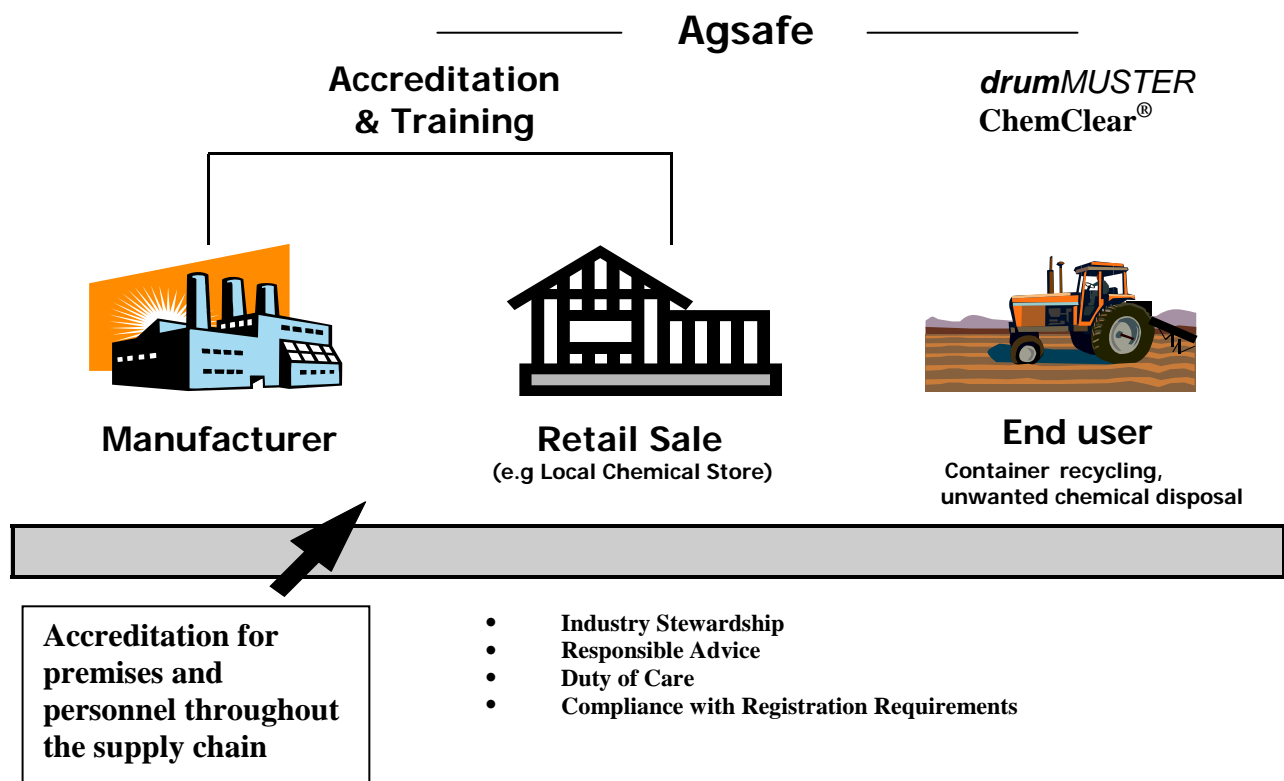 Agsafe
Accreditation
& Training
drumMUSTER
ChemClear®
Manufacturer
Retail Sale
(e.g Local Chemical Store)
End user
Container recycling,
unwanted chemical disposal
Accreditation for
premises and
personnel throughout
the supply chain
• Industry Stewardship
• Responsible Advice
• Duty of Care
• Compliance with Registration Requirements